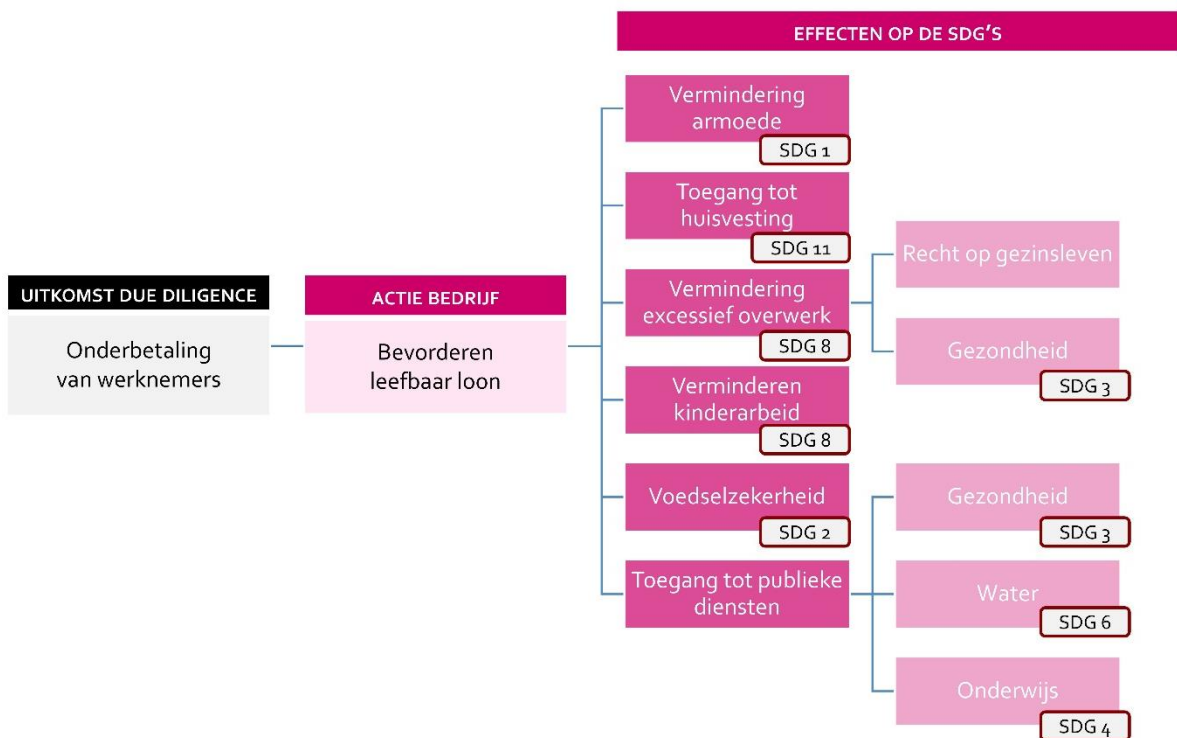 EFFECTEN OP DE SDG'S
Vermindering
armoede
SDG 1
Toegang tot
huisvesting
SDG 11
Recht op gezinsleven
UITKOMST DUE DILIGENCE
ACTIE BEDRIJF
Vermindering
excessief overwerk
SDG 8
Onderbetaling
van werknemers
Bevorderen
leefbaar loon
Gezondheid
SDG 3
Verminderen
kinderarbeid
SDG 8
Voedselzekerheid
SDG 2
Gezondheid
SDG 3
Toegang tot publieke
diensten
Water
SDG 6
Onderwijs
SDG 4